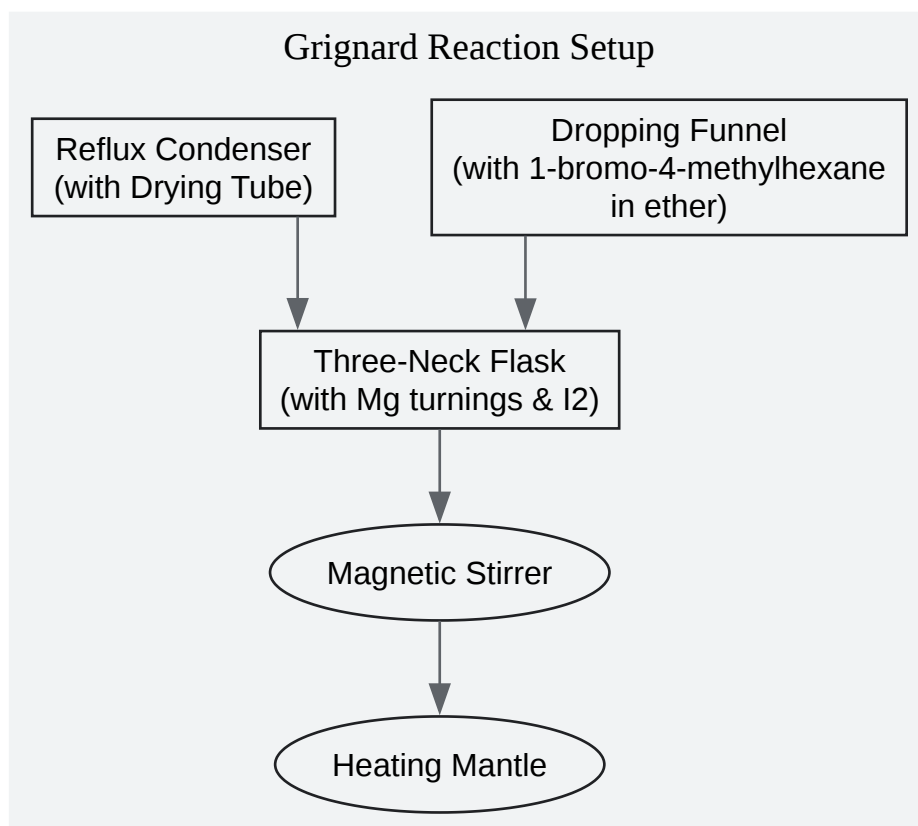 Grignard Reaction Setup
Reflux Condenser
(with Drying Tube)
Dropping Funnel
(with 1-bromo-4-methylhexane
in ether)
Three-Neck Flask
(with Mg turnings & I2)
Magnetic Stirrer
Heating Mantle